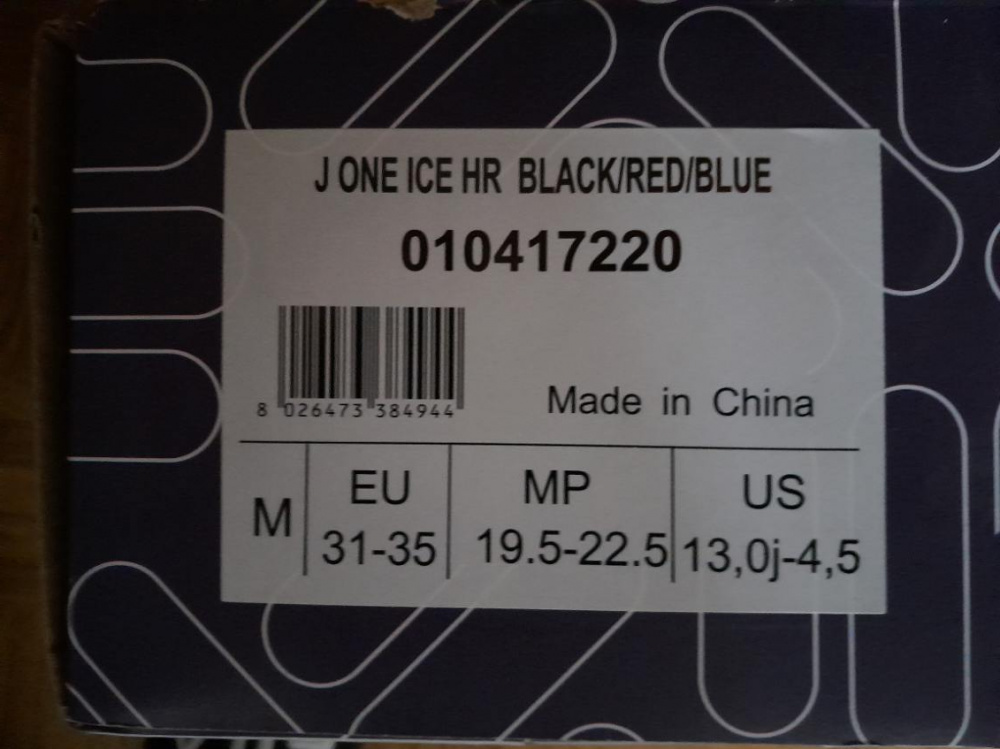 J ONE ICE HR BLACK/RED/BLUE
010417220
8 026473 384944
Made in China
M
EU
31-35
MP
19.5-22.5
US
13,0j-4,5